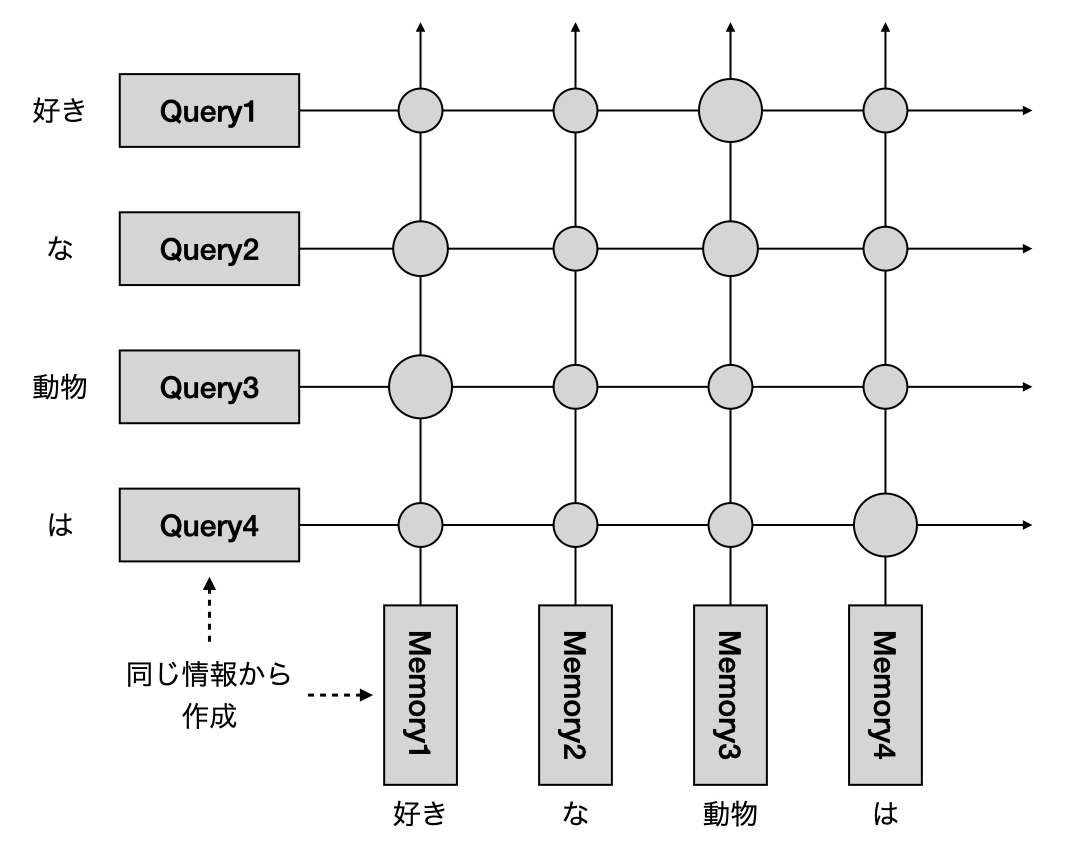 好き
Query1
な
Query2
動物
Query3
は
Query4
同じ情報から
作成
Memory1
Memory2
Memory3
Memory4
好き
な
動物
は